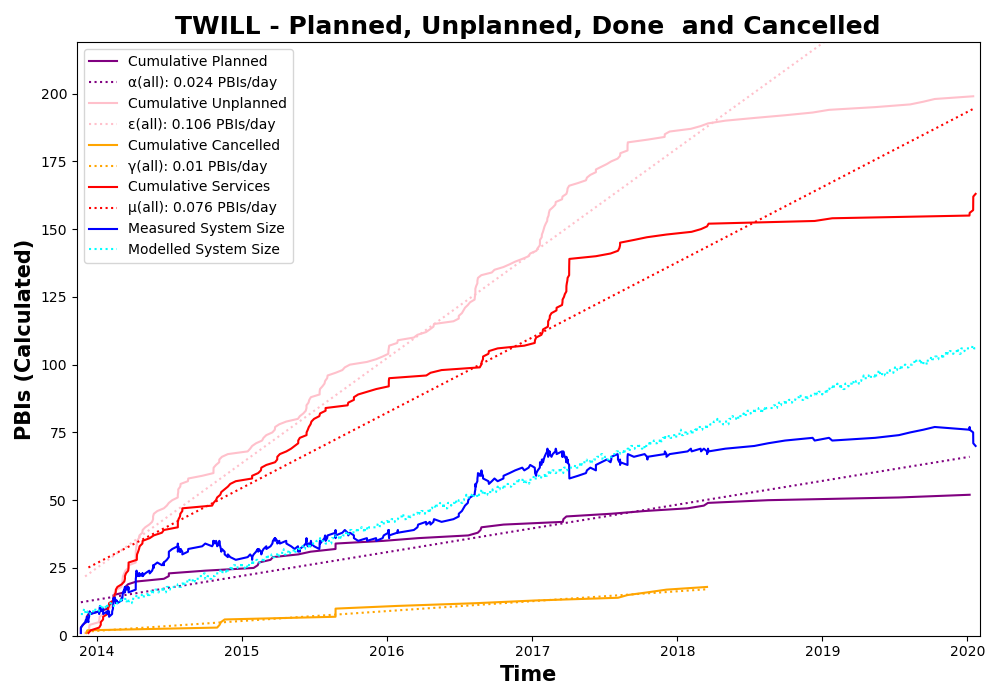 TWILL - Planned, Unplanned, Done  and Cancelled
Cumulative Planned
α(all): 0.024 PBIs/day
Cumulative Unplanned
ε(all): 0.106 PBIs/day
Cumulative Cancelled
γ(all): 0.01 PBIs/day
Cumulative Services
μ(all): 0.076 PBIs/day
Measured System Size
Modelled System Size
PBIs (Calculated)
200
175
150
125
100
75
50
25
0
2014 2015 2016 2017 2018 2019 2020
Time